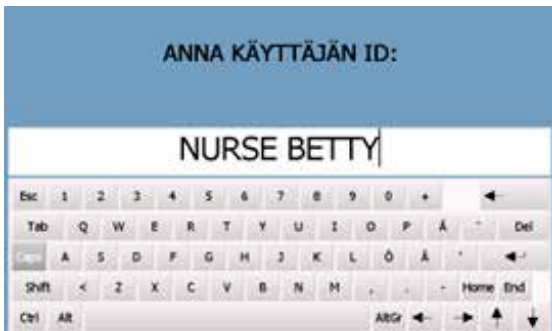 ANNA KÄYTTÄJÄN ID:
NURSE BETTY
Esc 1 2 3 4 5 6 7 8 9 0 +
Tab Q W E R T Y U I O P Å ¨ Del
A S D F G H J K L Ö Ä '
Shift < Z X C V B N M , . - Home End
Ctrl Alt AltGr